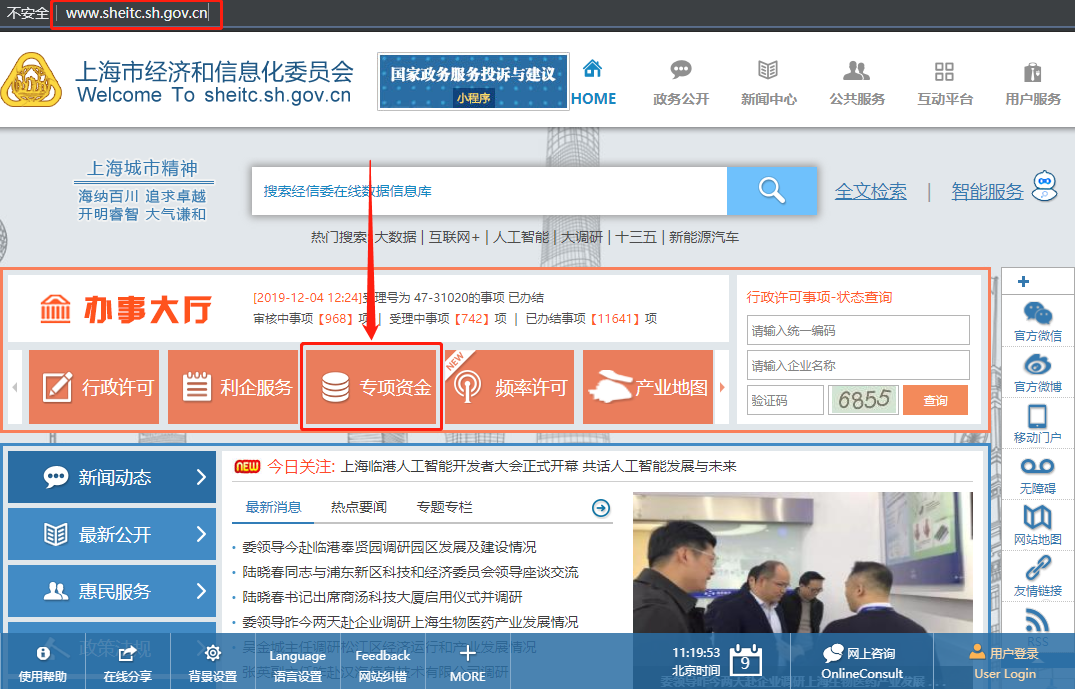 不安全 | www.sheitc.sh.gov.cn
上海市经济和信息化委员会
Welcome To sheitc.sh.gov.cn
国家政务服务投诉与建议
小程序
HOME
政务公开
新闻中心
公共服务
互动平台
用户服务
上海城市精神
海纳百川 追求卓越
开明睿智 大气谦和
搜索经信委在线数据信息库
全文检索 | 智能服务
热门搜索 大数据 | 互联网+ | 人工智能 | 大调研 | 十三五 | 新能源汽车
办事大厅
[2019-12-04 12:24]受理号为 47-31020的事项 已办结
审核中事项【968】项 | 受理中事项【742】项 | 已办结事项【11641】项
行政许可
利企服务
专项资金
NEW
频率许可
产业地图
行政许可事项-状态查询
请输入统一编码
请输入企业名称
验证码
6855
查询
官方微信
官方微博
移动门户
无障碍
网站地图
友情链接
RSS
新闻动态
最新公开
惠民服务
政策法规
NEW 今日关注: 上海临港人工智能开发者大会正式开幕 共话人工智能发展与未来
最新消息
热点要闻
专题专栏
· 委领导今赴临港奉贤园调研园区发展及建设情况
· 陆晓春同志与浦东新区科技和经济委员会领导座谈交流
· 陆晓春书记出席商汤科技大厦启用仪式并调研
· 委领导昨今两天赴企业调研上海生物医药产业发展情况
使用帮助
在线分享
背景设置
Language
语言设置
Feedback
网站纠错
MORE
11:19:53
北京时间
9
网上咨询
OnlineConsult
用户登录
User Login